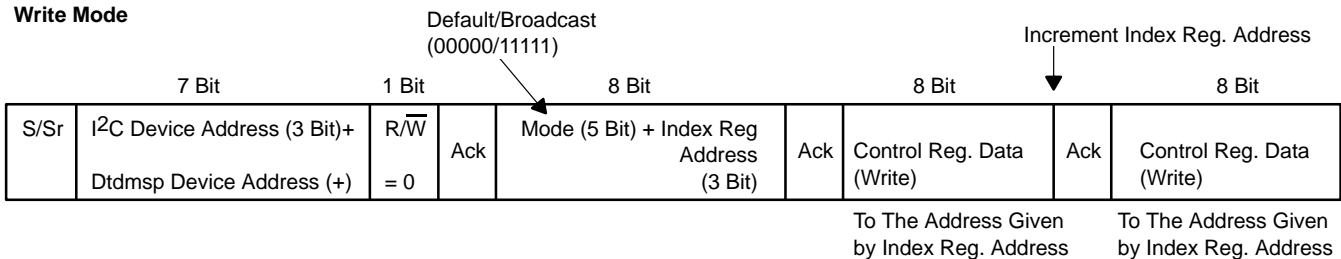 Write Mode
Default/Broadcast
(00000/11111)
Increment Index Reg. Address
7 Bit
1 Bit
8 Bit
8 Bit
8 Bit
S/Sr
I2C Device Address (3 Bit)+
Dtdmsp Device Address (+)
R/W
= 0
Ack
Mode (5 Bit) + Index Reg
Address
(3 Bit)
Ack
Control Reg. Data
(Write)
Ack
Control Reg. Data
(Write)
To The Address Given
by Index Reg. Address
To The Address Given
by Index Reg. Address